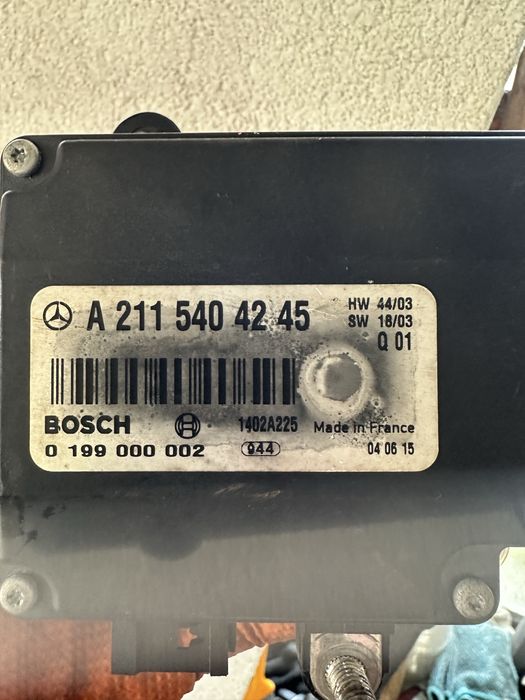 A 211 540 42 45
HW 44/03
SW 18/03
Q 01
BOSCH
1402A225
Made in France
0 199 000 002
944
04 06 15